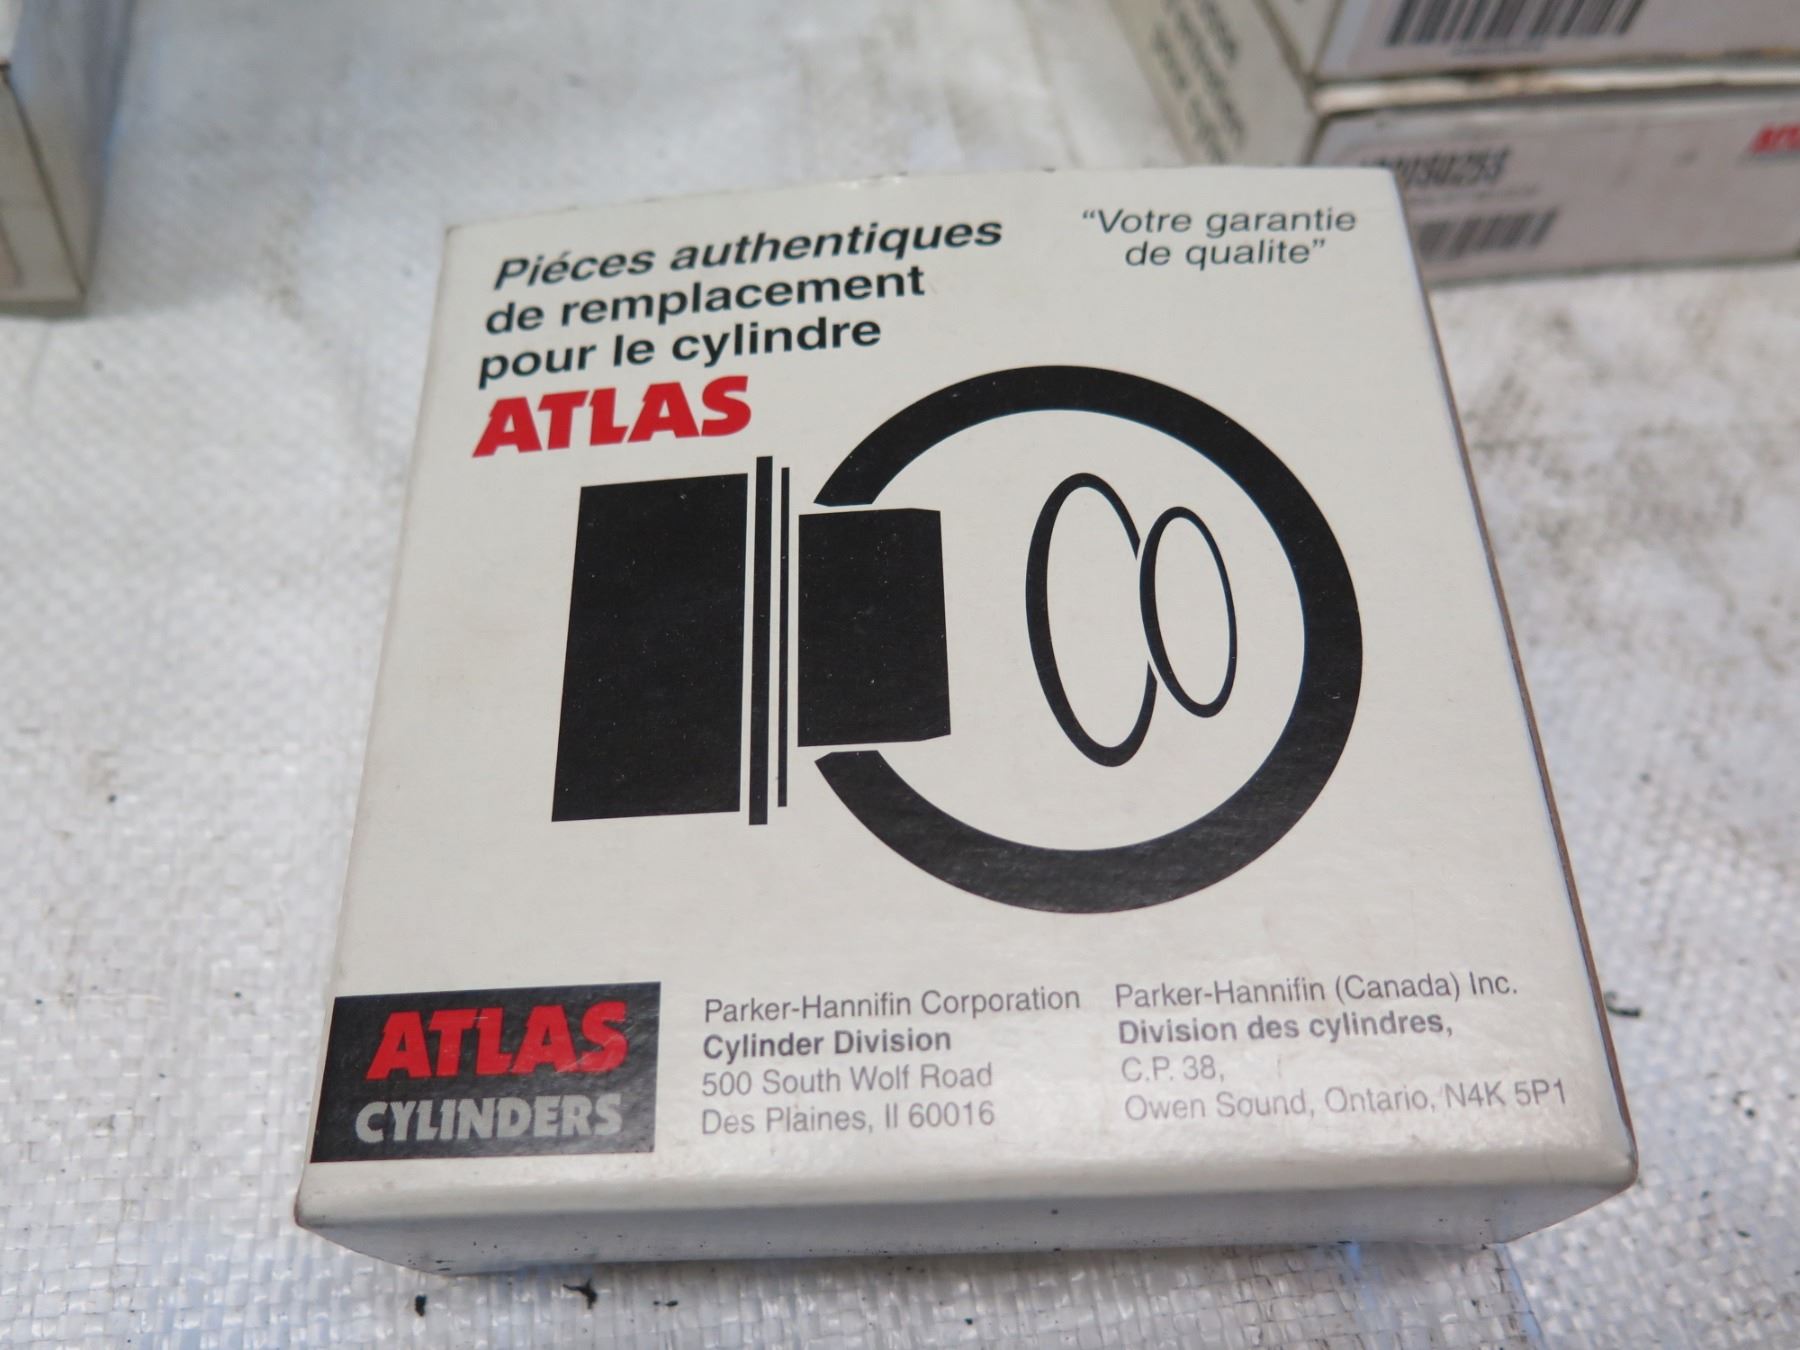 Piéces authentiques
de remplacement
pour le cylindre
ATLAS
“Votre garantie
de qualite”
ATLAS
CYLINDERS
Parker-Hannifin Corporation
Cylinder Division
500 South Wolf Road
Des Plaines, Il 60016
Parker-Hannifin (Canada) Inc.
Division des cylindres,
C.P. 38,
Owen Sound, Ontario, N4K 5P1